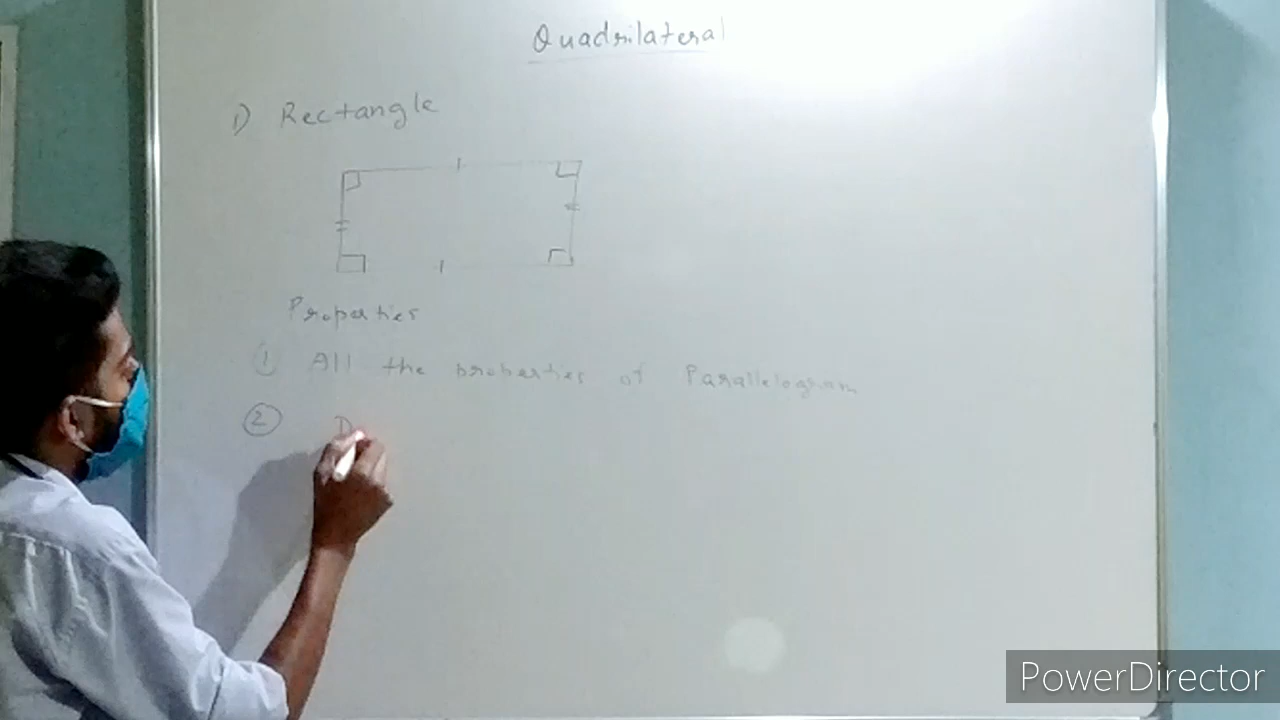 Quadrilateral
1) Rectangle
Properties
1 All the properties of Parallelogram
2 D
PowerDirector